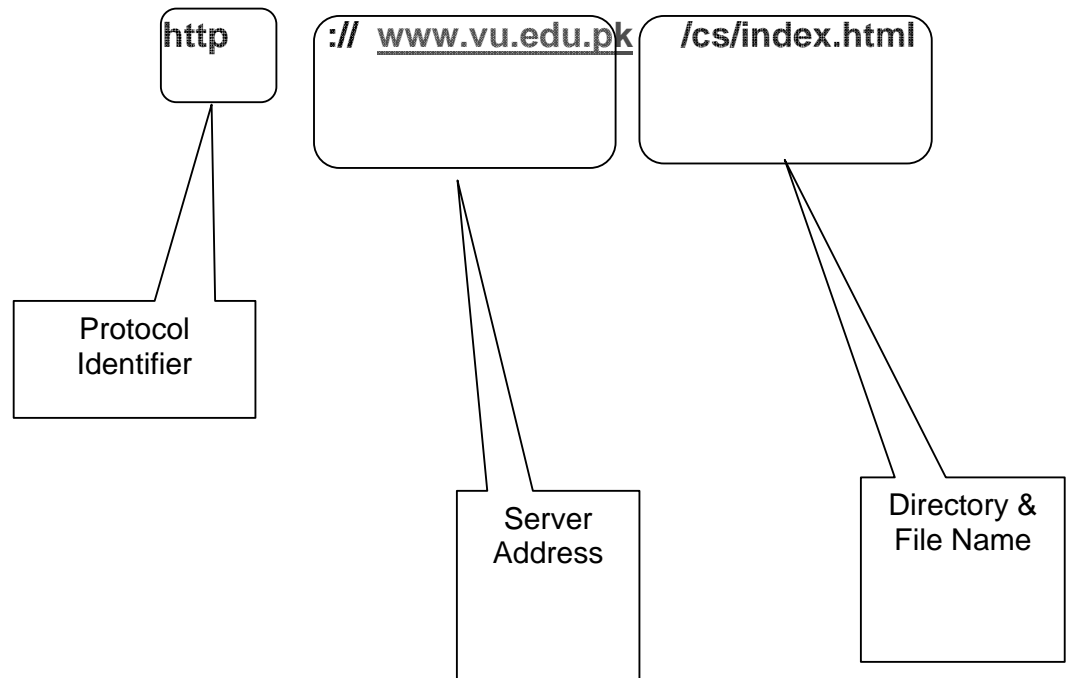 http :// www.vu.edu.pk /cs/index.html
Protocol
Identifier
Server
Address
Directory &
File Name